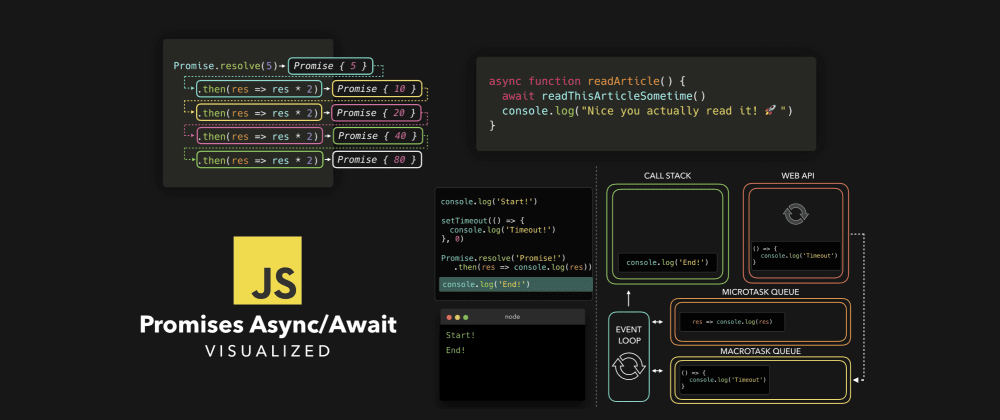 Promise.resolve(5)
Promise { 5 }
.then(res => res * 2)
Promise { 10 }
.then(res => res * 2)
Promise { 20 }
.then(res => res * 2)
Promise { 40 }
.then(res => res * 2)
Promise { 80 }
JS
Promises Async/Await
VISUALIZED
async function readArticle() {
await readThisArticleSometime()
console.log("Nice you actually read it! 🚀 ")
}
console.log('Start!')
setTimeout(() => {
console.log('Timeout!')
}, 0)
Promise.resolve('Promise!')
.then(res => console.log(res))
console.log('End!')
node
Start!
End!
CALL STACK
console.log('End!')
WEB API
() => {
console.log('Timeout')
}
MICROTASK QUEUE
res => console.log(res)
EVENT
LOOP
MACROTASK QUEUE
() => {
console.log('Timeout')
}